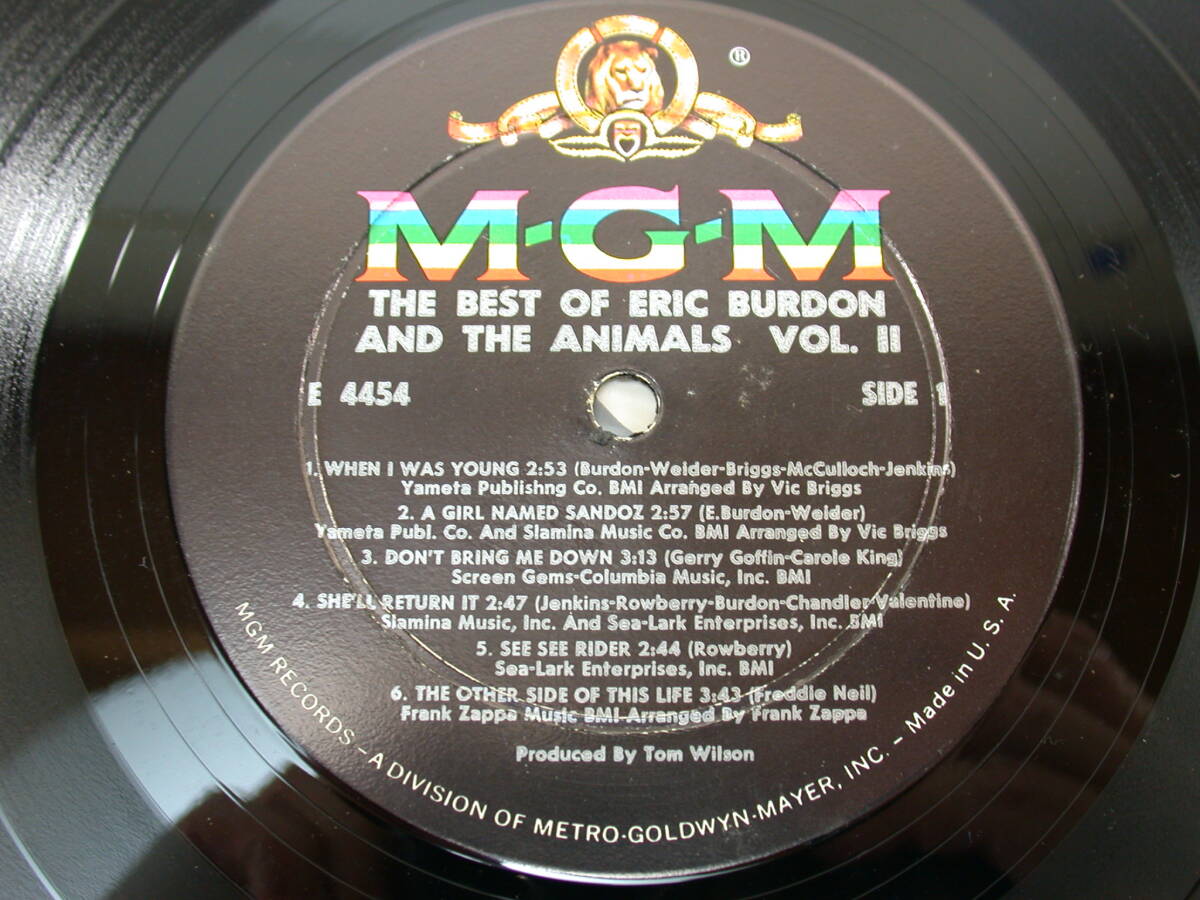 ®
M-G-M
THE BEST OF ERIC BURDON
AND THE ANIMALS VOL. II
E 4454 SIDE 1
1. WHEN I WAS YOUNG 2:53 (Burdon-Weider-Briggs-McCulloch-Jenkins)
Yameta Publishng Co. BMI Arranged By Vic Briggs
2. A GIRL NAMED SANDOZ 2:57 (E.Burdon-Weider)
Yameta Publ. Co. And Slamina Music Co. BMI Arranged By Vic Briggs
3. DON'T BRING ME DOWN 3:13 (Gerry Goffin-Carole King)
Screen Gems-Columbia Music, Inc. BMI
4. SHE'LL RETURN IT 2:47 (Jenkins-Rowberry-Burdon-Chandler-Valentine)
Slamina Music, Inc. And Sea-Lark Enterprises, Inc. BMI
5. SEE SEE RIDER 2:44 (Rowberry)
Sea-Lark Enterprises, Inc. BMI
6. THE OTHER SIDE OF THIS LIFE 3:43 (Freddie Neil)
Frank Zappa Music BMI Arranged By Frank Zappa
Produced By Tom Wilson
MGM RECORDS – A DIVISION OF METRO-GOLDWYN-MAYER, INC. – Made in U. S. A.